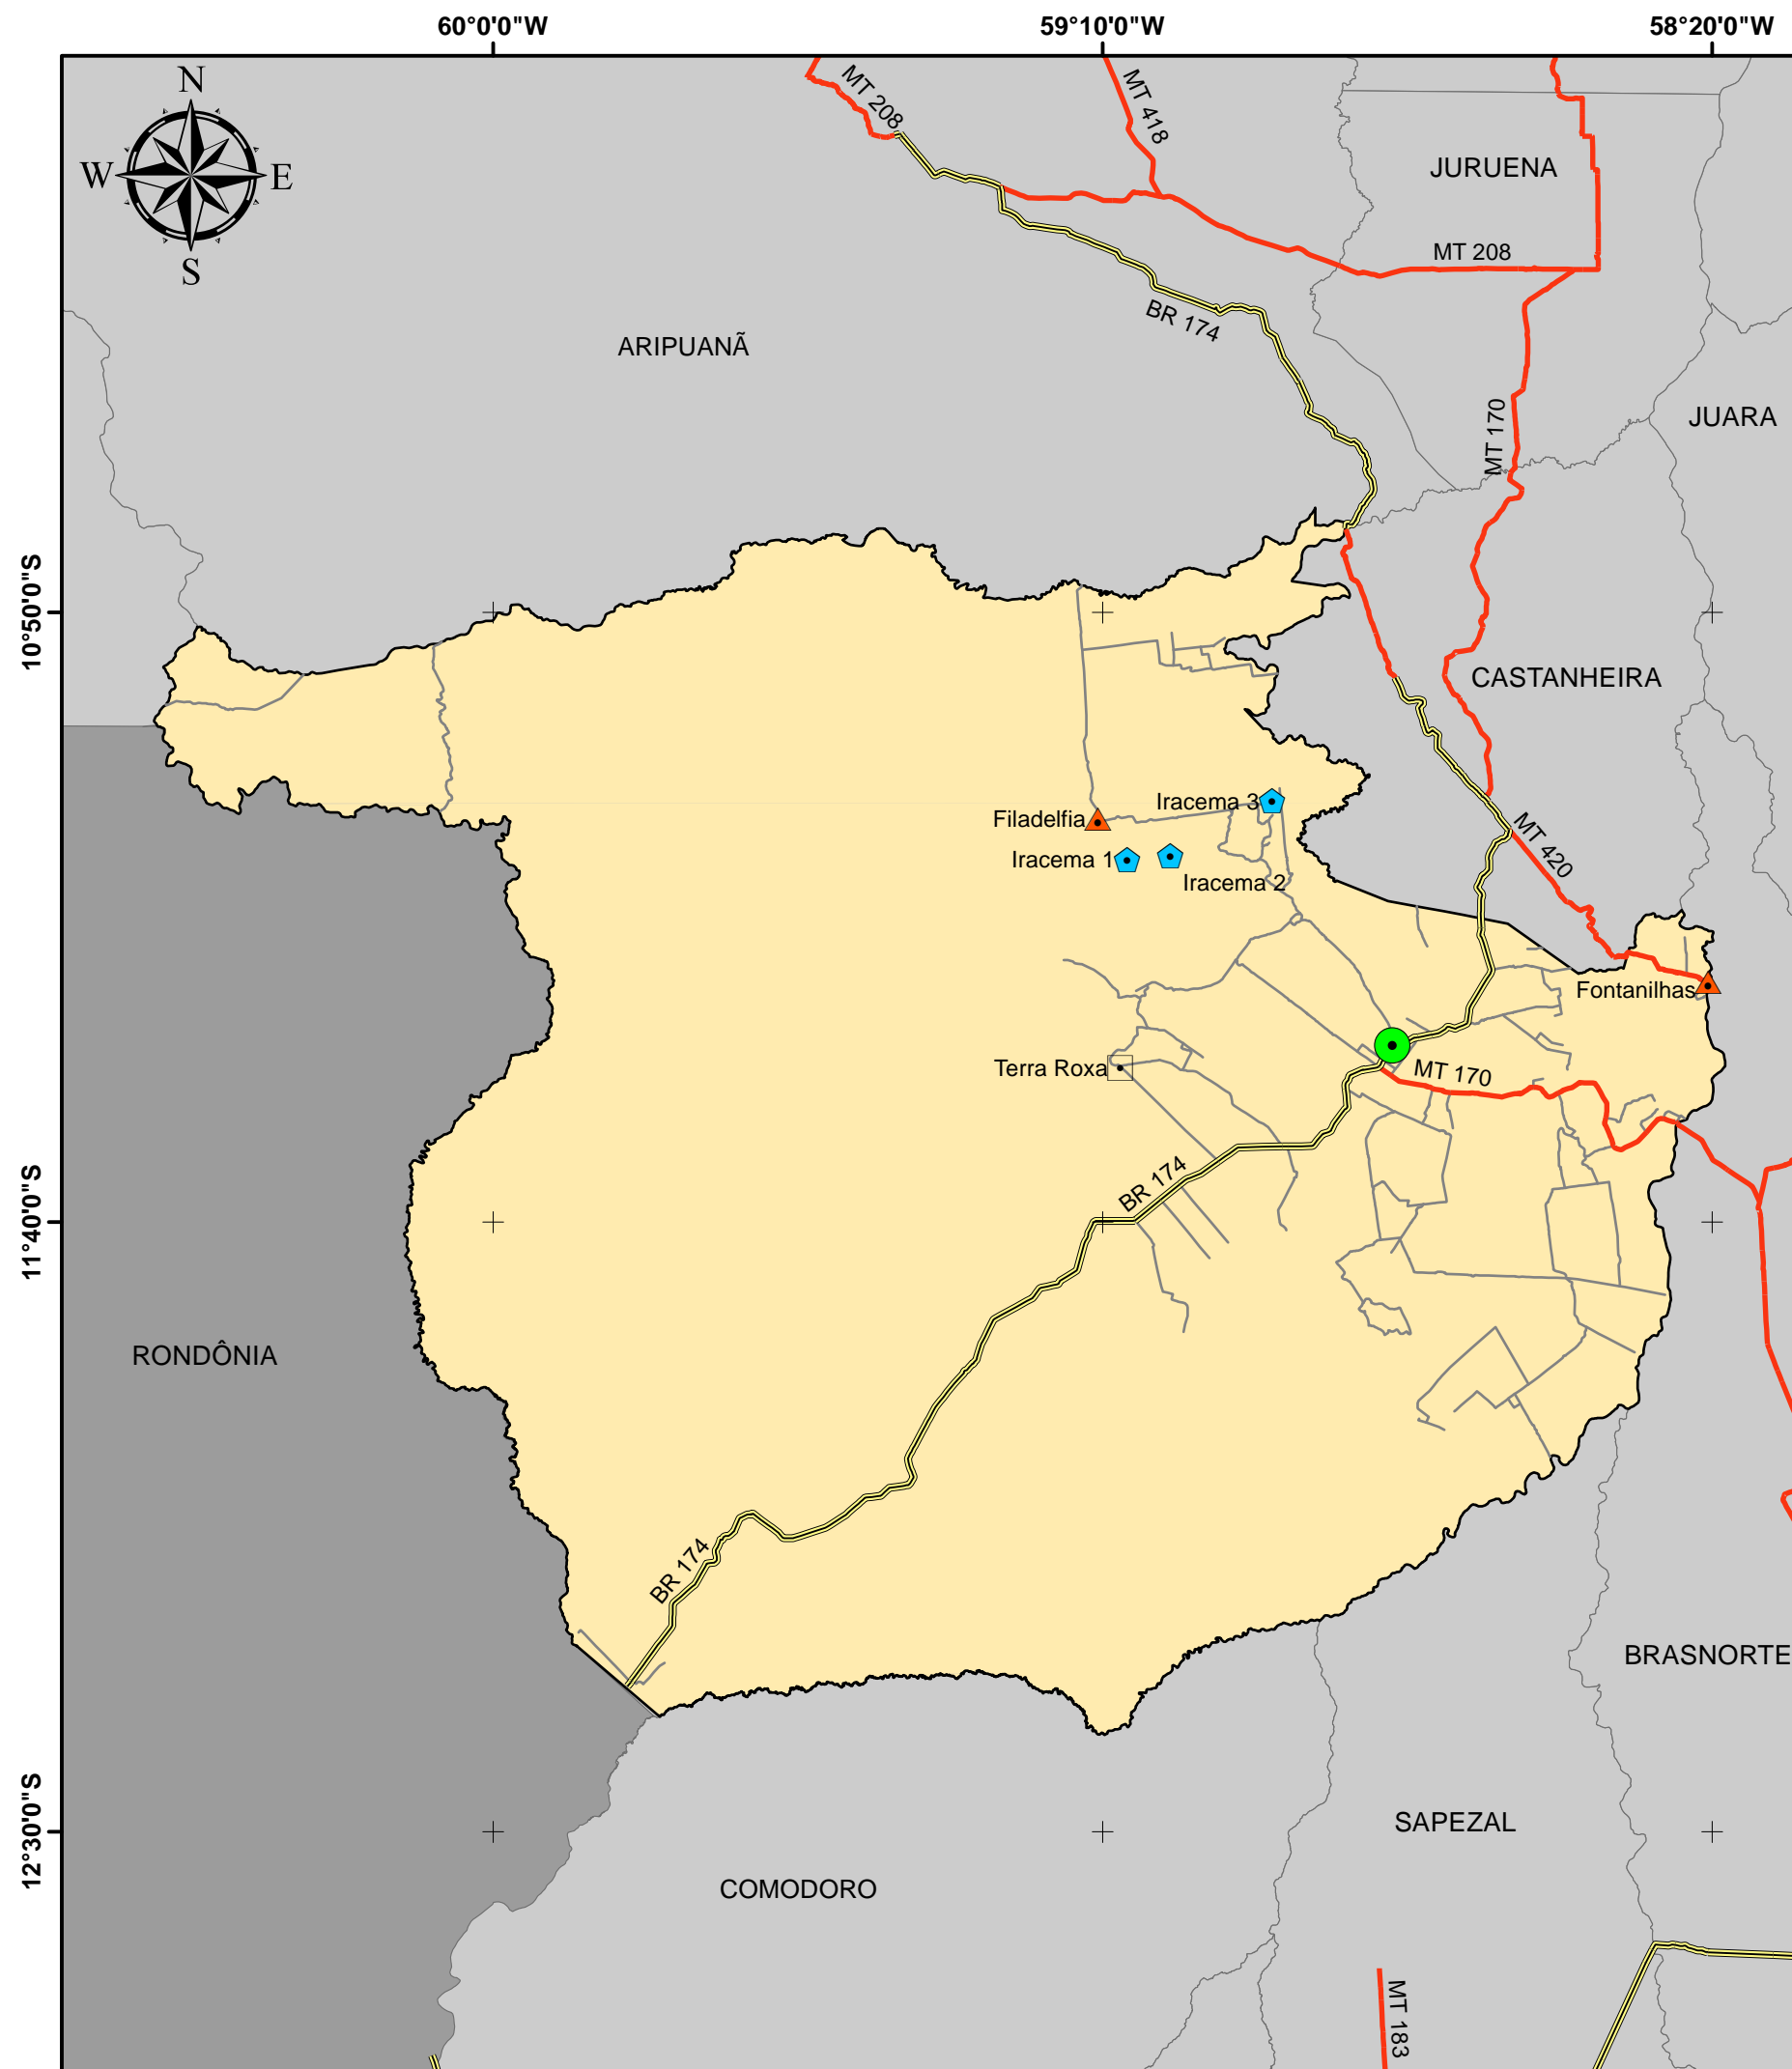 60°0'0"W
59°10'0"W
58°20'0"W
N
W
E
S
MT 208
MT 418
JURUENA
MT 208
BR 174
ARIPUANÃ
MT 170
JUARA
10°50'0"S
CASTANHEIRA
Iracema 3
Filadelfia
MT 420
Iracema 1
Iracema 2
Fontanilhas
Terra Roxa
MT 170
BR 174
11°40'0"S
RONDÔNIA
BR 174
BRASNORTE
12°30'0"S
SAPEZAL
COMODORO
MT 183